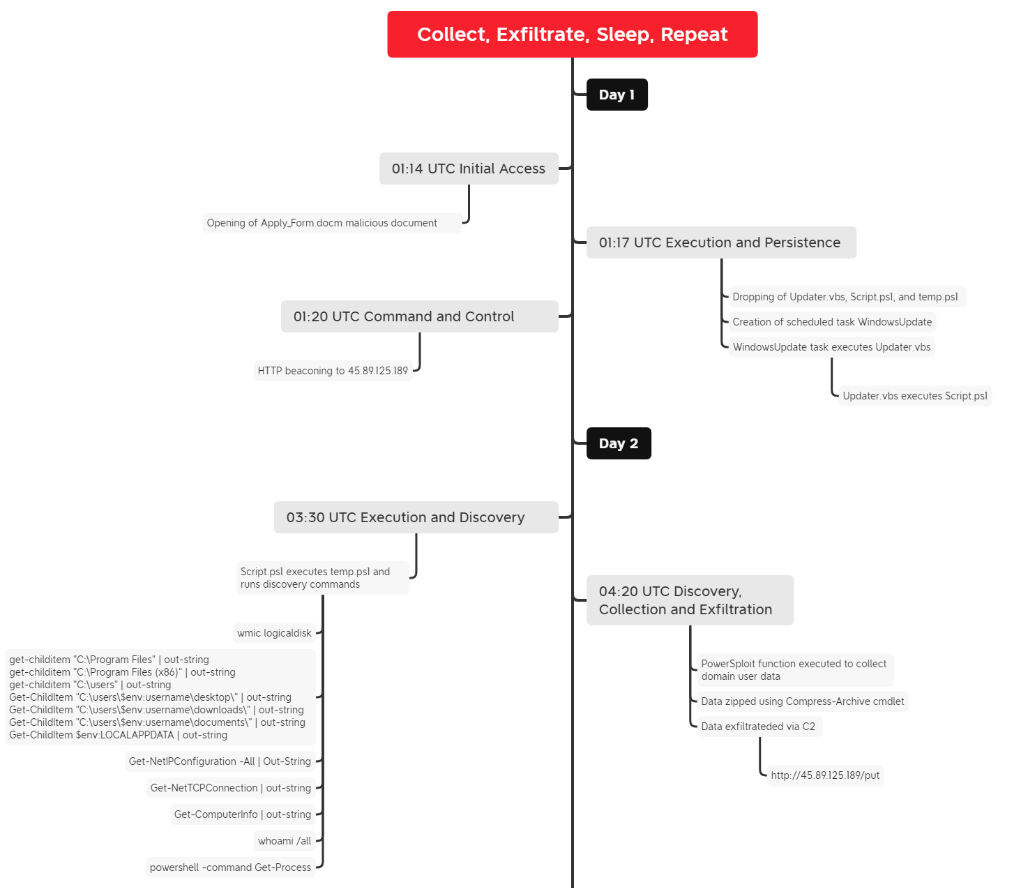 Collect, Exfiltrate, Sleep, Repeat
Day 1
01:14 UTC Initial Access
Opening of Apply_Form.docm malicious document
01:17 UTC Execution and Persistence
Dropping of Updater.vbs, Script.ps1, and temp.ps1
Creation of scheduled task WindowsUpdate
WindowsUpdate task executes Updater.vbs
Updater.vbs executes Script.ps1
01:20 UTC Command and Control
HTTP beaconing to 45.89.125.189
Day 2
03:30 UTC Execution and Discovery
Script.ps1 executes temp.ps1 and
runs discovery commands
wmic logicaldisk
get-childitem "C:\Program Files" | out-string
get-childitem "C:\Program Files (x86)" | out-string
get-childitem "C:\users" | out-string
Get-ChildItem "C:\users\$env:username\desktop\" | out-string
Get-ChildItem "C:\users\$env:username\downloads\" | out-string
Get-ChildItem "C:\users\$env:username\documents\" | out-string
Get-ChildItem $env:LOCALAPPDATA | out-string
Get-NetIPConfiguration -All | Out-String
Get-NetTCPConnection | out-string
Get-ComputerInfo | out-string
whoami /all
powershell -command Get-Process
04:20 UTC Discovery,
Collection and Exfiltration
PowerSploit function executed to collect
domain user data
Data zipped using Compress-Archive cmdlet
Data exfiltrateded via C2
http://45.89.125.189/put